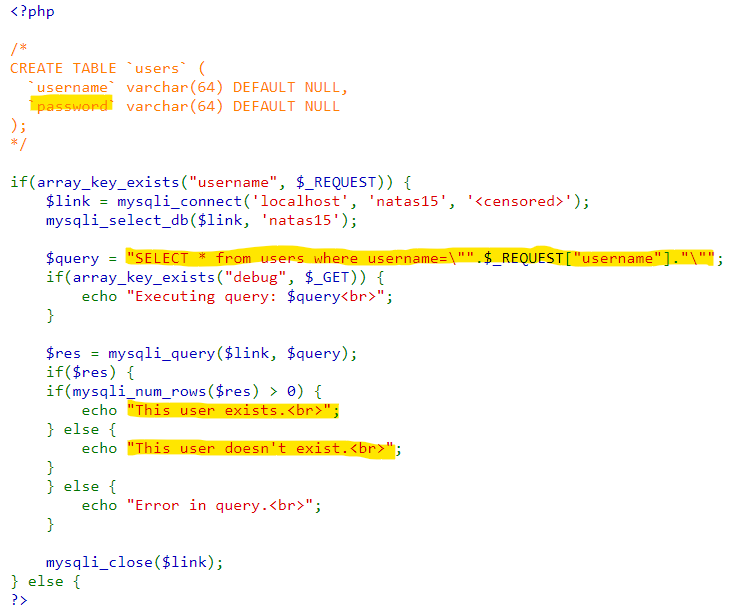 <?php
/*
CREATE TABLE `users` (
  `username` varchar(64) DEFAULT NULL,
  `password` varchar(64) DEFAULT NULL
);
*/
if(array_key_exists("username", $_REQUEST)) {
    $link = mysqli_connect('localhost', 'natas15', '<censored>');
    mysqli_select_db($link, 'natas15');
    $query = "SELECT * from users where username=\"".$_REQUEST["username"]."\"";
    if(array_key_exists("debug", $_GET)) {
        echo "Executing query: $query<br>";
    }
    $res = mysqli_query($link, $query);
    if($res) {
    if(mysqli_num_rows($res) > 0) {
        echo "This user exists.<br>";
    } else {
        echo "This user doesn't exist.<br>";
    }
    } else {
        echo "Error in query.<br>";
    }
    mysqli_close($link);
} else {
?>